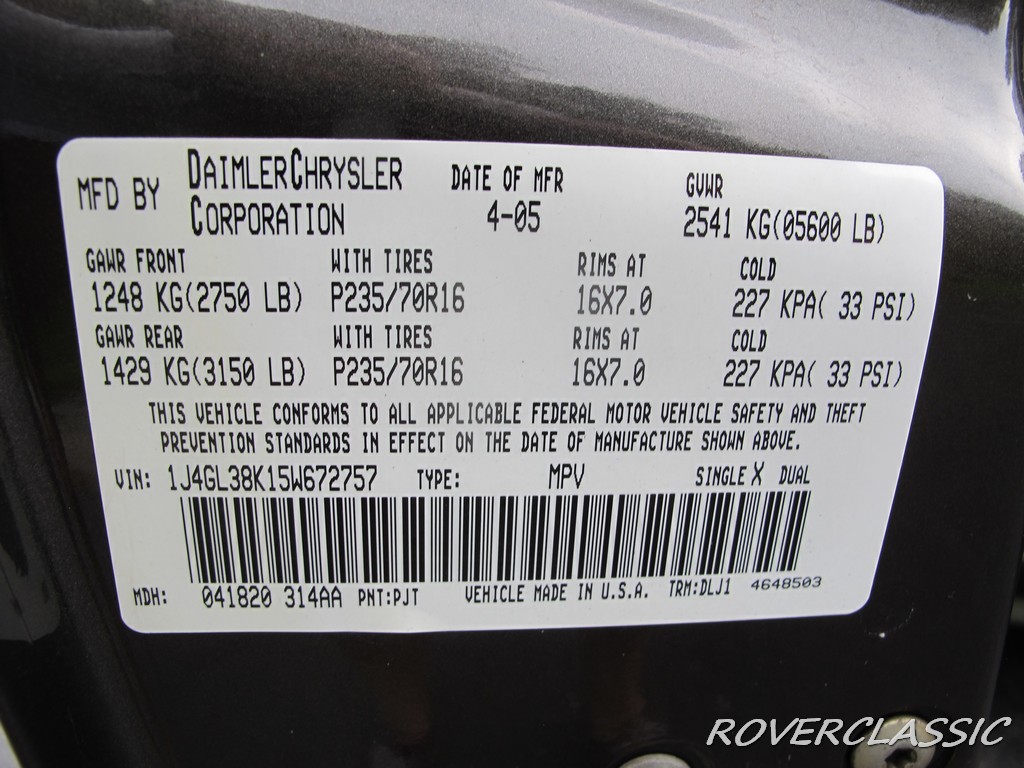 MFD BY DAIMLERCHRYSLER CORPORATION DATE OF MFR 4-05 GVWR 2541 KG(05600 LB)
GAWR FRONT WITH TIRES RIMS AT COLD
1248 KG(2750 LB) P235/70R16 16X7.0 227 KPA( 33 PSI)
GAWR REAR WITH TIRES RIMS AT COLD
1429 KG(3150 LB) P235/70R16 16X7.0 227 KPA( 33 PSI)
THIS VEHICLE CONFORMS TO ALL APPLICABLE FEDERAL MOTOR VEHICLE SAFETY AND THEFT
PREVENTION STANDARDS IN EFFECT ON THE DATE OF MANUFACTURE SHOWN ABOVE.
VIN: 1J4GL38K15W672757 TYPE: MPV SINGLE X DUAL
MDH: 041820 314AA PNT:PJT VEHICLE MADE IN U.S.A. TRM:DLJ1 4648503
ROVERCLASSIC